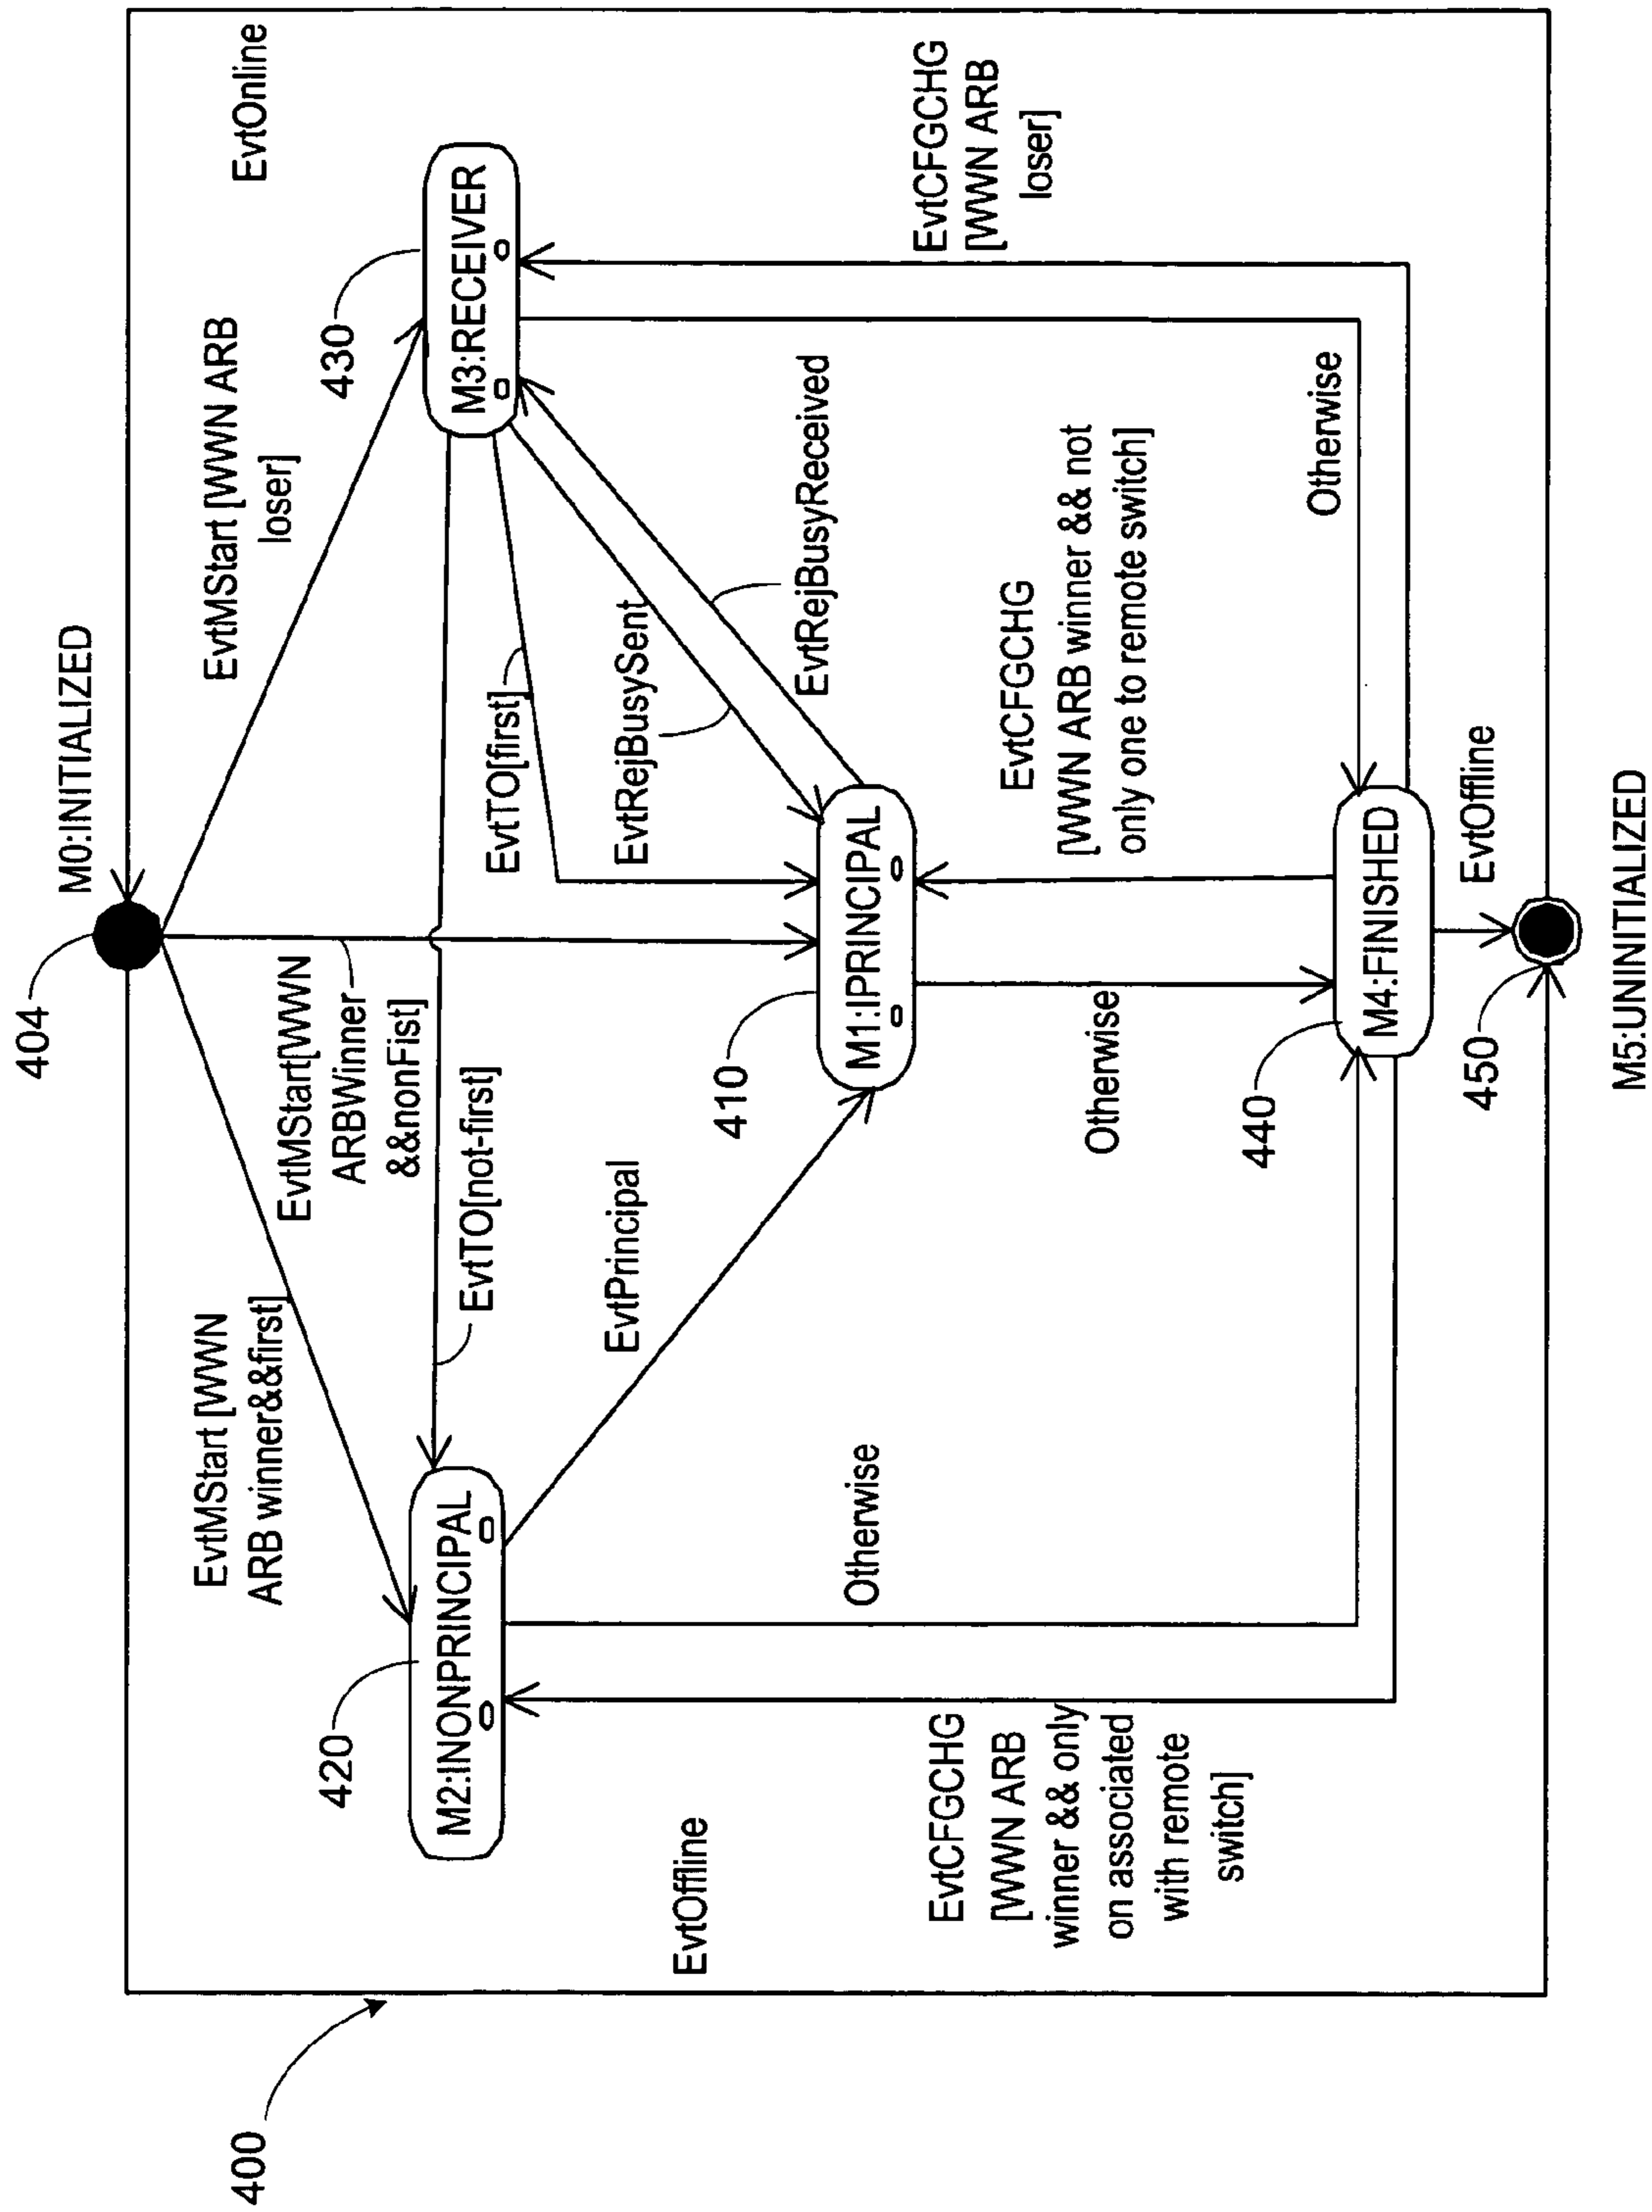 400
404
M0:INITIALIZED
EvtMStart [WWN
ARB winner&&first]
EvtMStart[WWN
ARBWinner
&&nonFist]
EvtMStart [WWN ARB
loser]
EvtOnline
420
M2:INONPRINCIPAL
430
M3:RECEIVER
EvtTO[not-first]
EvtTO[first]
EvtRejBusySent
EvtRejBusyReceived
EvtPrincipal
EvtOffline
410
M1:IPRINCIPAL
Otherwise
EvtCFGCHG
[WWN ARB
winner && only
on associated
with remote
switch]
Otherwise
EvtCFGCHG
[WWN ARB winner && not
only one to remote switch]
EvtCFGCHG
[WWN ARB
loser]
Otherwise
440
M4:FINISHED
EvtOffline
450
M5:UNINITIALIZED